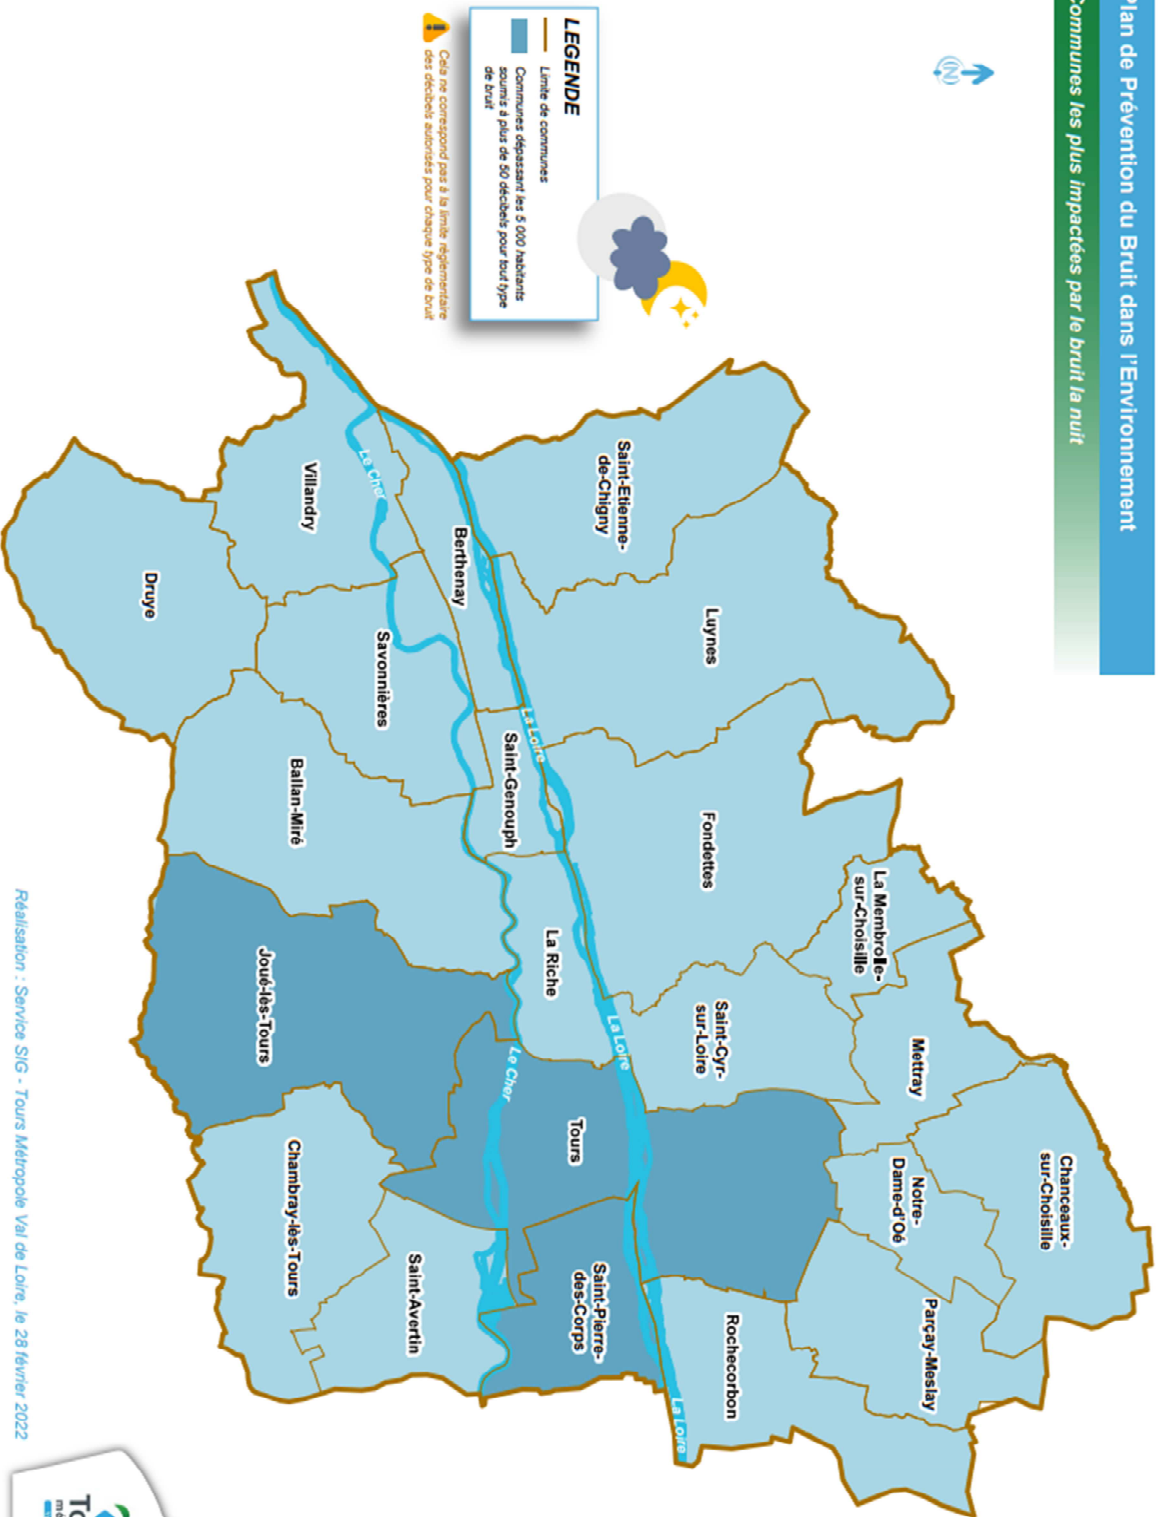 Plan de Prévention du Bruit dans l'Environnement
Communes les plus impactées par le bruit la nuit
N
LEGENDE
Limite de communes
Communes dépassant les 5 000 habitants
soumis à plus de 50 décibels pour tout type
de bruit
Cela ne correspond pas à la limite réglementaire
des décibels autorisés pour chaque type de bruit
Chanceaux-
sur-Choisille
Mettray
Notre-
Dame-d'Oé
Parçay-Meslay
La Membrolle-
sur-Choisille
Saint-Etienne-
de-Chigny
Luynes
Fondettes
Saint-Cyr-
sur-Loire
Rochecorbon
La Loire
La Loire
La Loire
Berthenay
Saint-Genouph
La Riche
Tours
Saint-Pierre-
des-Corps
Le Cher
Le Cher
Villandry
Savonnières
Ballan-Miré
Joué-lès-Tours
Chambray-lès-Tours
Saint-Avertin
Druye
Réalisation : Service SIG - Tours Métropole Val de Loire, le 28 février 2022